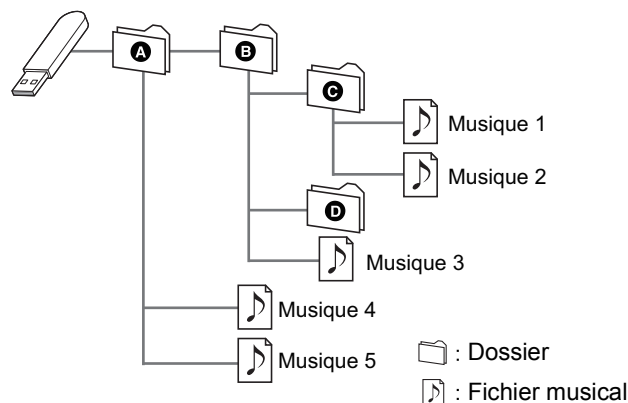 A
B
C
Musique 1
Musique 2
D
Musique 3
Musique 4
Musique 5
: Dossier
: Fichier musical